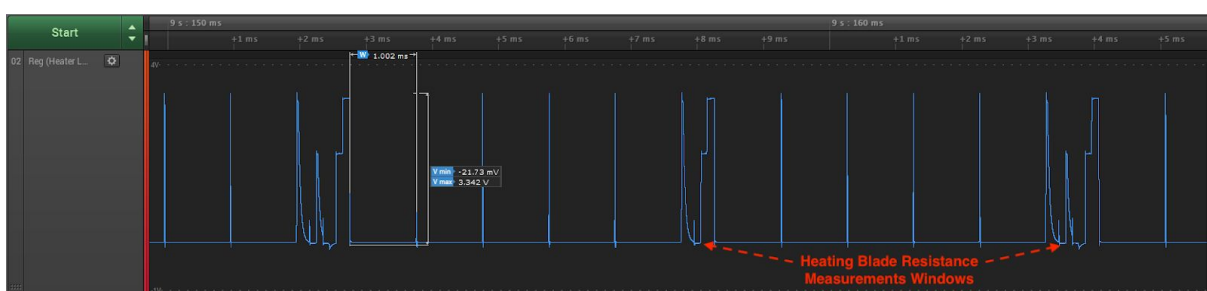 Start
9 s : 150 ms
9 s : 160 ms
+1 ms +2 ms +3 ms +4 ms +5 ms +6 ms +7 ms +8 ms +9 ms +1 ms +2 ms +3 ms +4 ms +5 ms
02 Reg (Heater L...
4V
W 1.002 ms
V min -21.73 mV
V max 3.342 V
Heating Blade Resistance
Measurements Windows